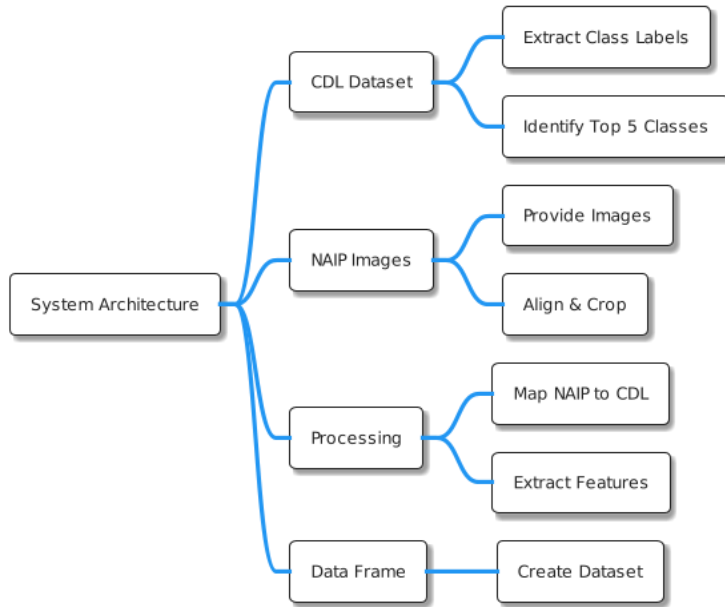 System Architecture
CDL Dataset
Extract Class Labels
Identify Top 5 Classes
NAIP Images
Provide Images
Align & Crop
Processing
Map NAIP to CDL
Extract Features
Data Frame
Create Dataset